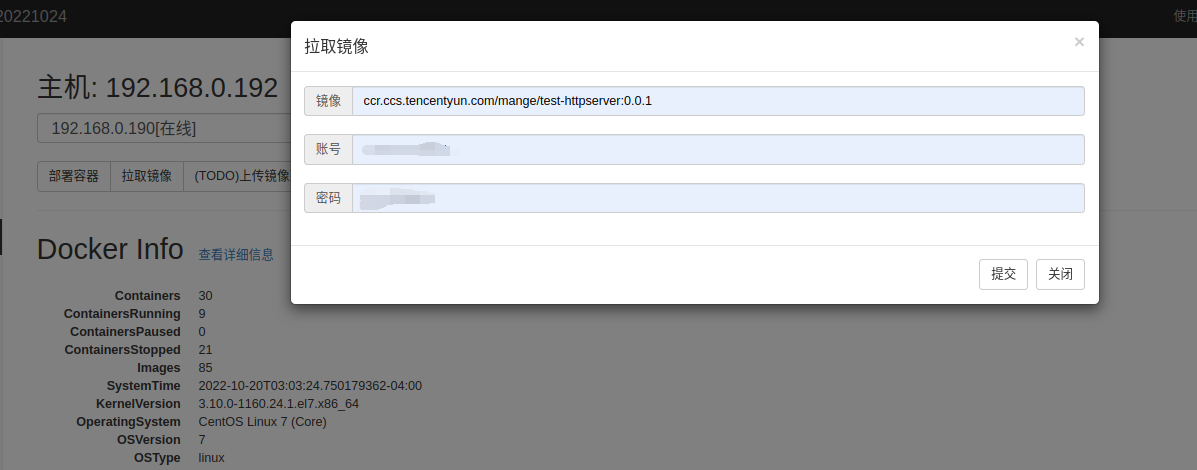 20221024
使用
拉取镜像
×
主机: 192.168.0.192
镜像 ccr.ccs.tencentyun.com/mange/test-httpserver:0.0.1
192.168.0.190[在线]
账号
部署容器 拉取镜像 (TODO)上传镜像
密码
Docker Info 查看详细信息
提交 关闭
Containers 30
ContainersRunning 9
ContainersPaused 0
ContainersStopped 21
Images 85
SystemTime 2022-10-20T03:03:24.750179362-04:00
KernelVersion 3.10.0-1160.24.1.el7.x86_64
OperatingSystem CentOS Linux 7 (Core)
OSVersion 7
OSType linux